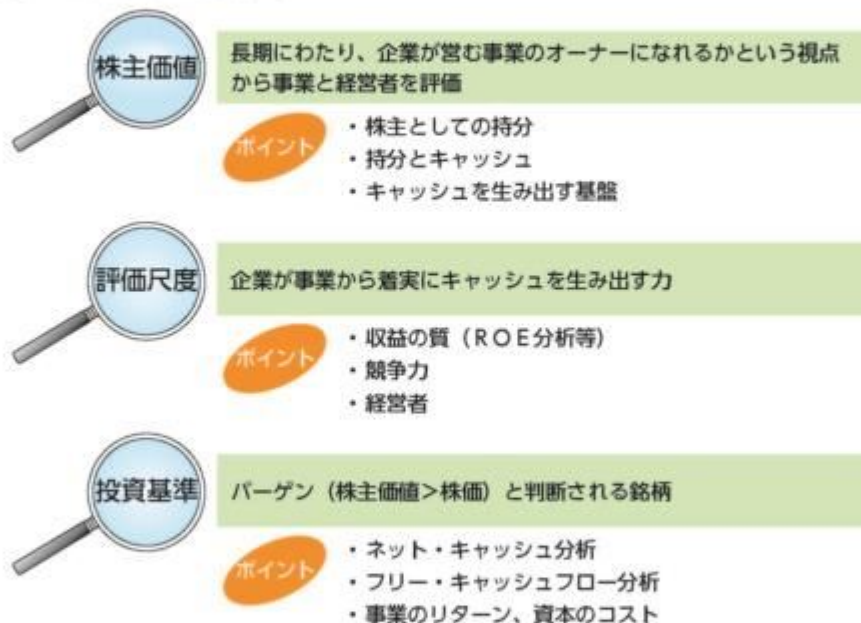 株主価値
長期にわたり、企業が営む事業のオーナーになれるかという視点
から事業と経営者を評価
ポイント
・株主としての持分
・持分とキャッシュ
・キャッシュを生み出す基盤
評価尺度
企業が事業から着実にキャッシュを生み出す力
ポイント
・収益の質（ＲＯＥ分析等）
・競争力
・経営者
投資基準
バーゲン（株主価値＞株価）と判断される銘柄
ポイント
・ネット・キャッシュ分析
・フリー・キャッシュフロー分析
・事業のリターン、資本のコスト